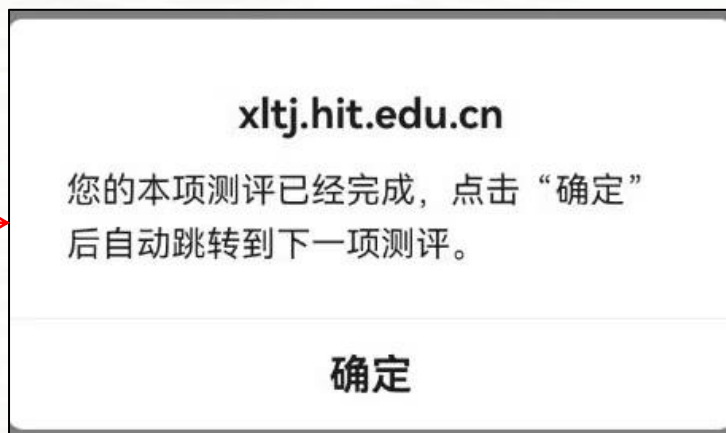 xltj.hit.edu.cn
您的本项测评已经完成，点击“确定”
后自动跳转到下一项测评。
确定